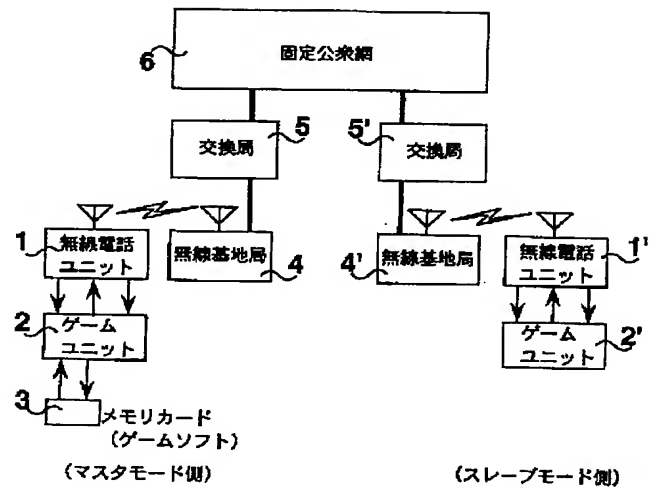 6
固定公衆網
5
交換局
5'
交換局
1
無線電話
ユニット
無線基地局
4
4'
無線基地局
無線電話
ユニット
1'
2
ゲーム
ユニット
ゲーム
ユニット
2'
3
メモリカード
(ゲームソフト)
(マスタモード側)
(スレーブモード側)